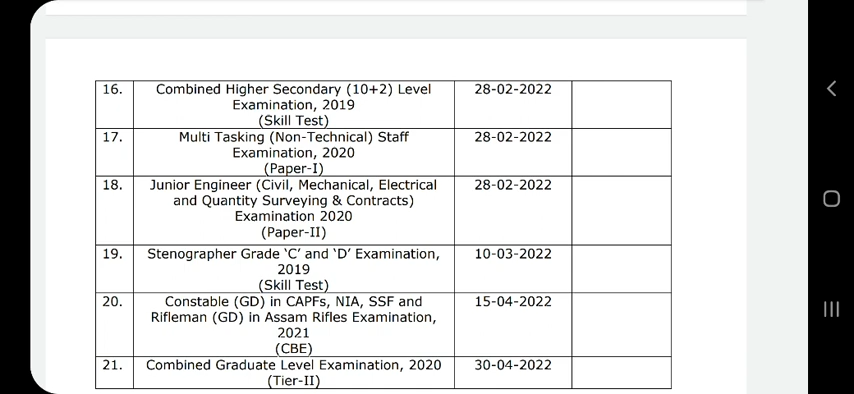 16. Combined Higher Secondary (10+2) Level 28-02-2022
Examination, 2019
(Skill Test)
17. Multi Tasking (Non-Technical) Staff 28-02-2022
Examination, 2020
(Paper-I)
18. Junior Engineer (Civil, Mechanical, Electrical 28-02-2022
and Quantity Surveying & Contracts)
Examination 2020
(Paper-II)
19. Stenographer Grade ‘C’ and ‘D’ Examination, 10-03-2022
2019
(Skill Test)
20. Constable (GD) in CAPFs, NIA, SSF and 15-04-2022
Rifleman (GD) in Assam Rifles Examination,
2021
(CBE)
21. Combined Graduate Level Examination, 2020 30-04-2022
(Tier-II)